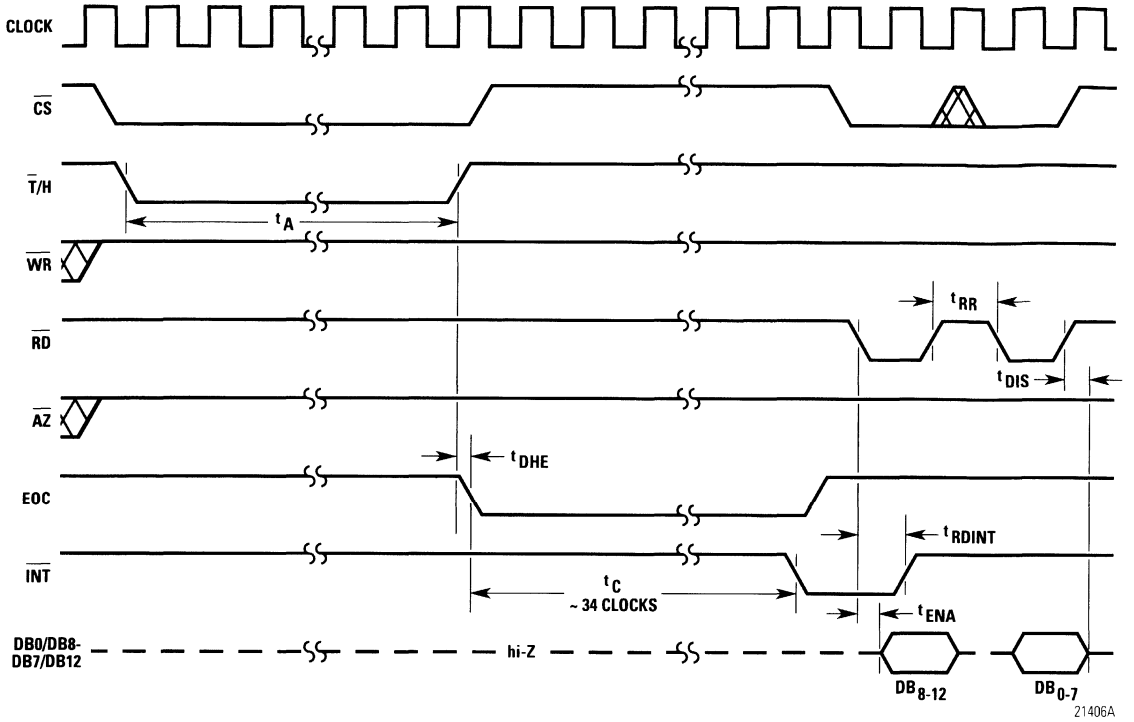 CLOCK
CS
T/H
tA
WR
tRR
RD
tDIS
AZ
tDHE
EOC
tRDINT
INT
tC
~ 34 CLOCKS
tENA
DB0/DB8-
DB7/DB12
hi-Z
DB8-12
DB0-7
21406A